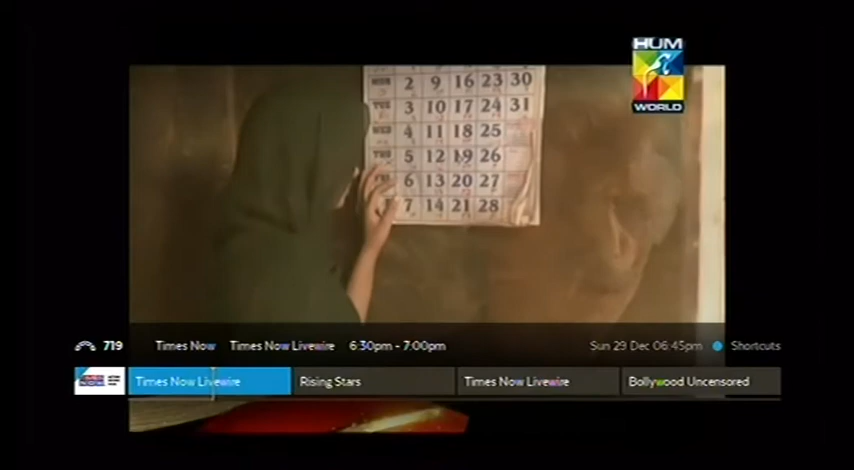 HUM
WORLD
MON 2 9 16 23 30
TUE 3 10 17 24 31
WED 4 11 18 25
THU 5 12 19 26
6 13 20 27
7 14 21 28
719 Times Now Times Now Livewire 6:30pm - 7:00pm Sun 29 Dec 06:45pm Shortcuts
Times Now Livewire Rising Stars Times Now Livewire Bollywood Uncensored